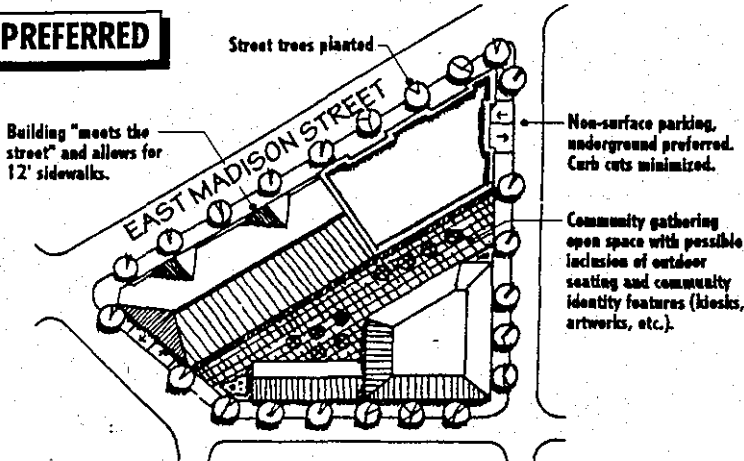 PREFERRED
Street trees planted
Building "meets the
street" and allows for
12' sidewalks.
EAST MADISON STREET
Non-surface parking,
underground preferred.
Curb cuts minimized.
Community gathering
open space with possible
inclusion of outdoor
seating and community
identity features (kiosks,
artworks, etc.).